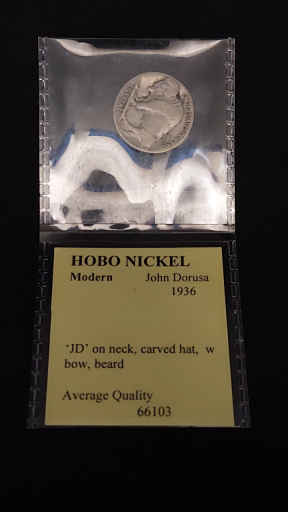 HOBO NICKEL
Modern John Dorusa
1936
'JD' on neck, carved hat, w
bow, beard
Average Quality
66103